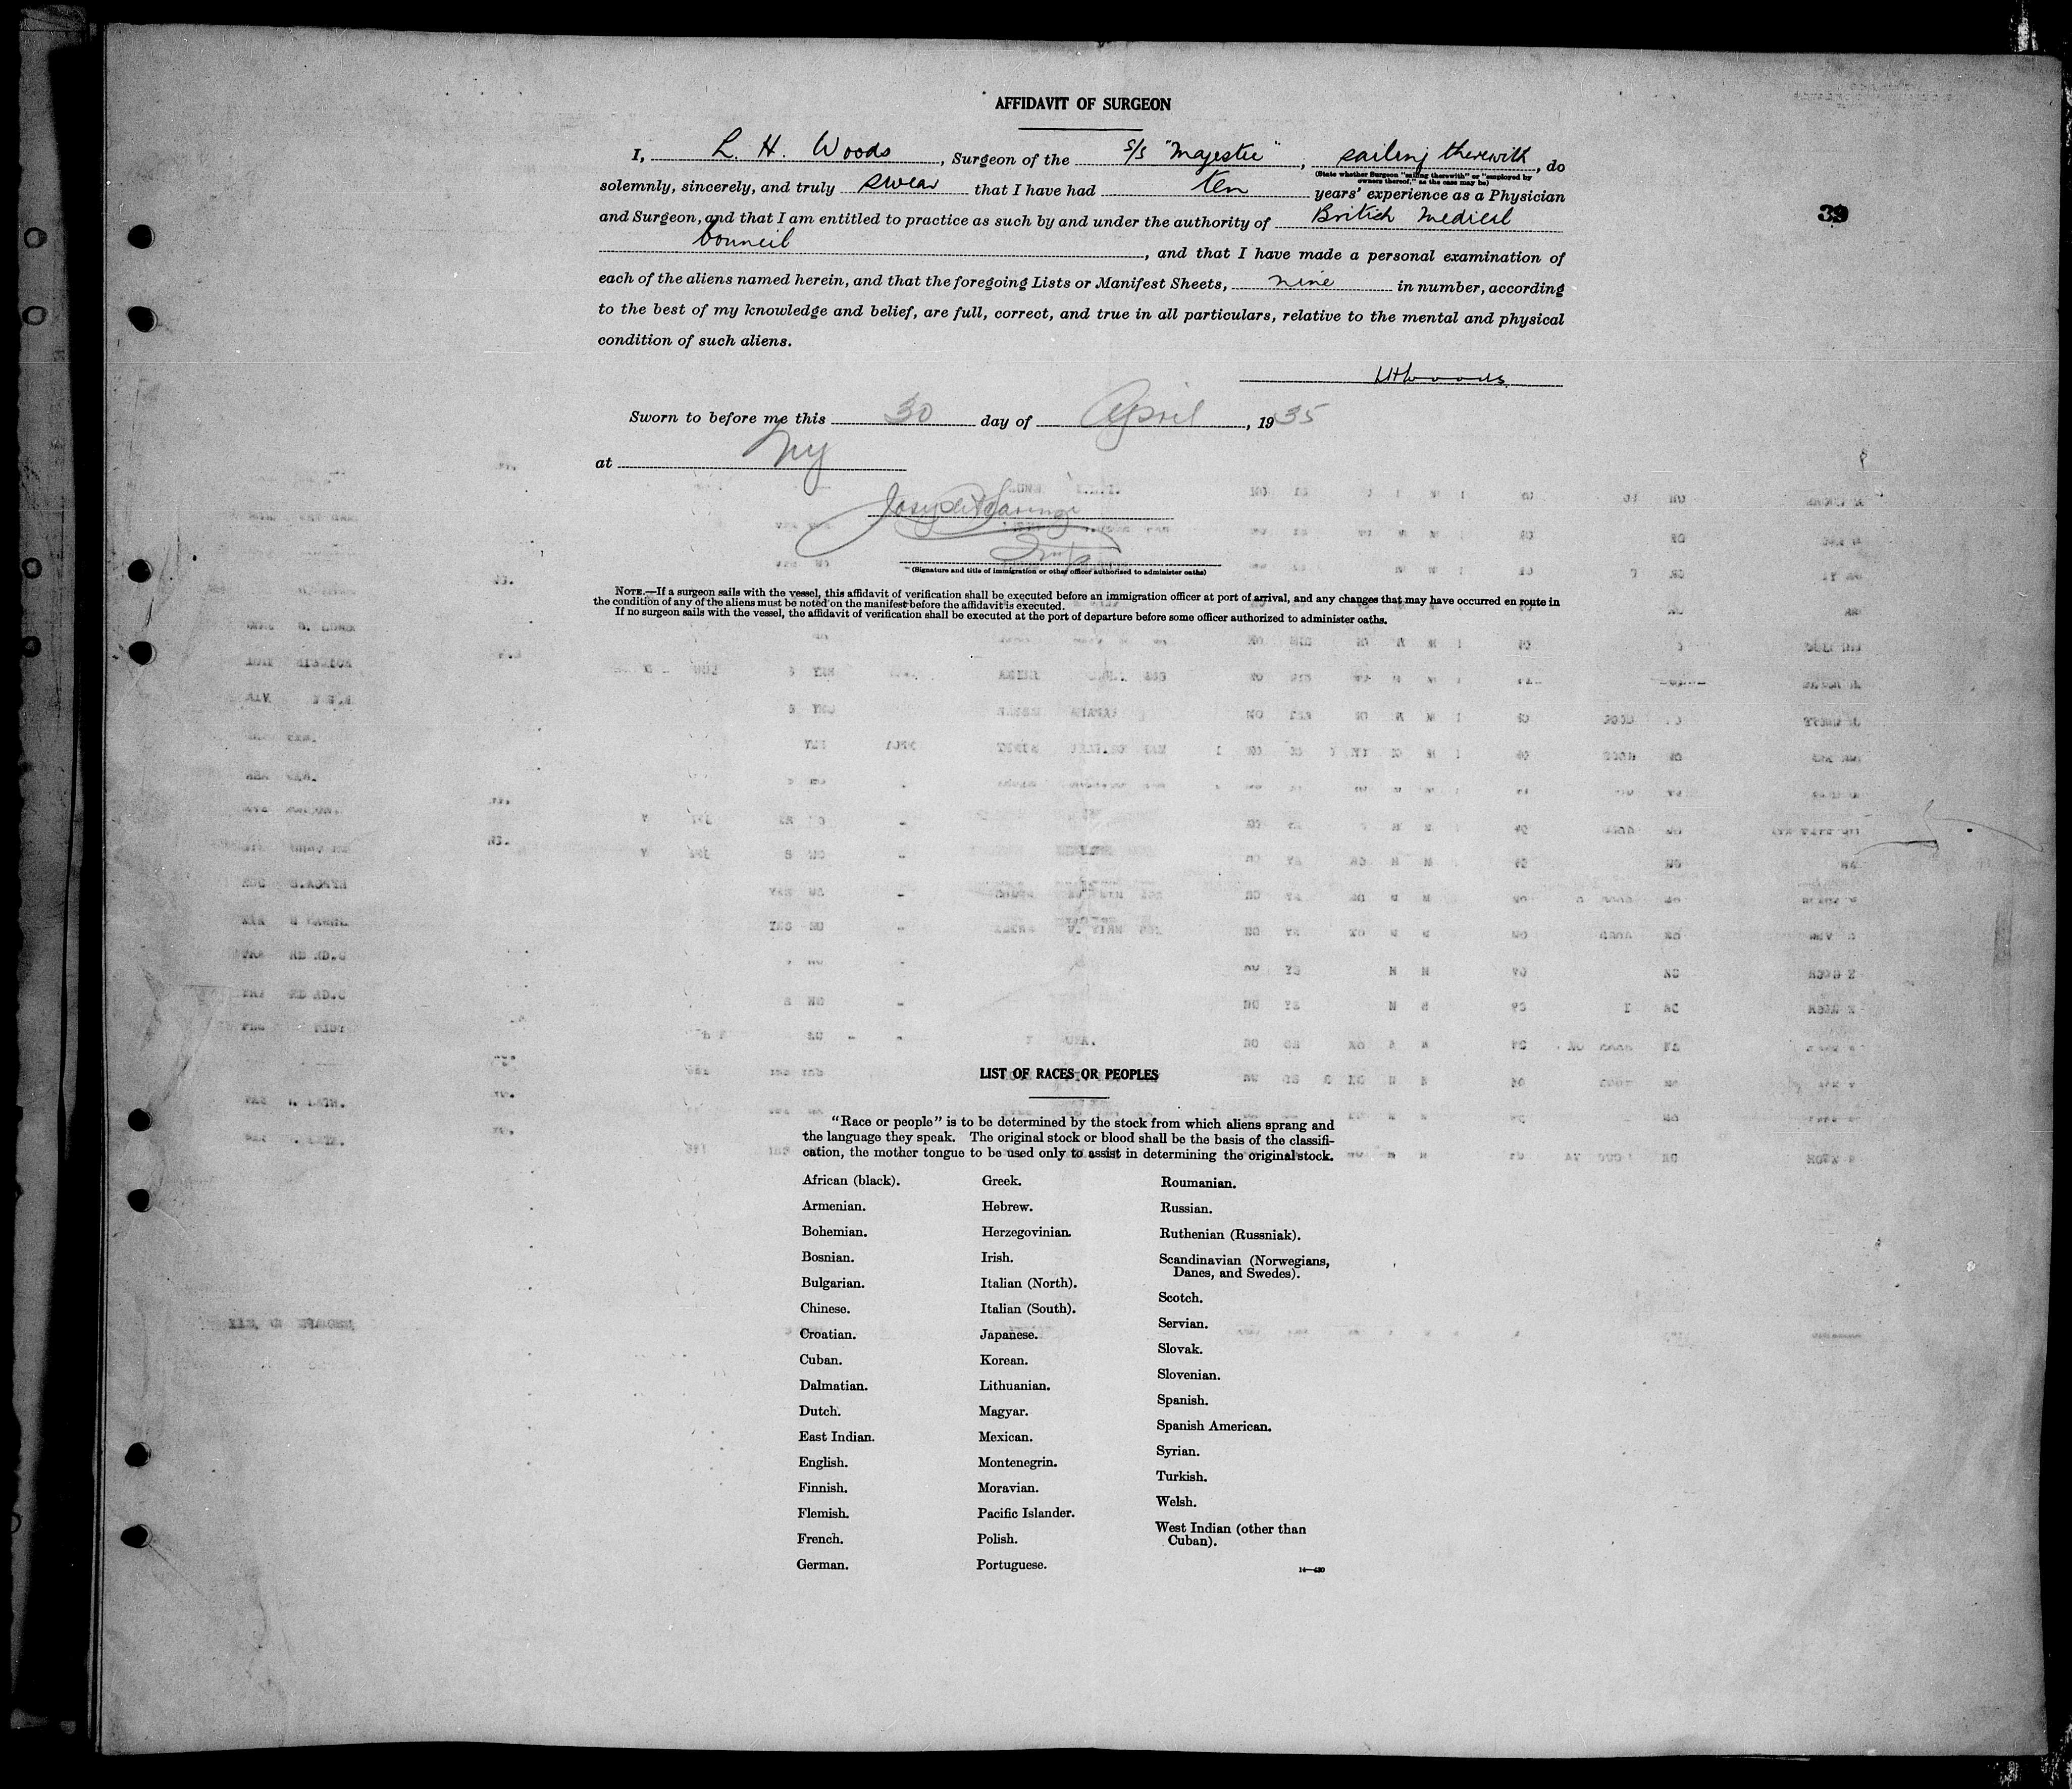 AFFIDAVIT OF SURGEON
I, L. H. Woods, Surgeon of the S/S "Majestic", sailing therewith, do
(State whether Surgeon "sailing therewith" or "employed by
owners thereof," as the case may be)
solemnly, sincerely, and truly swear that I have had ten years' experience as a Physician
and Surgeon, and that I am entitled to practice as such by and under the authority of British Medical
39
Council, and that I have made a personal examination of
each of the aliens named herein, and that the foregoing Lists or Manifest Sheets, nine in number, according
to the best of my knowledge and belief, are full, correct, and true in all particulars, relative to the mental and physical
condition of such aliens.
LHWoods
Sworn to before me this 30 day of April, 1935
at NY
(Signature and title of immigration or other officer authorized to administer oaths)
NOTE.—If a surgeon sails with the vessel, this affidavit of verification shall be executed before an immigration officer at port of arrival, and any changes that may have occurred en route in
the condition of any of the aliens must be noted on the manifest before the affidavit is executed.
If no surgeon sails with the vessel, the affidavit of verification shall be executed at the port of departure before some officer authorized to administer oaths.
LIST OF RACES OR PEOPLES
"Race or people" is to be determined by the stock from which aliens sprang and
the language they speak. The original stock or blood shall be the basis of the classifi-
cation, the mother tongue to be used only to assist in determining the original stock.
African (black).
Armenian.
Bohemian.
Bosnian.
Bulgarian.
Chinese.
Croatian.
Cuban.
Dalmatian.
Dutch.
East Indian.
English.
Finnish.
Flemish.
French.
German.
Greek.
Hebrew.
Herzegovinian.
Irish.
Italian (North).
Italian (South).
Japanese.
Korean.
Lithuanian.
Magyar.
Mexican.
Montenegrin.
Moravian.
Pacific Islander.
Polish.
Portuguese.
Roumanian.
Russian.
Ruthenian (Russniak).
Scandinavian (Norwegians,
Danes, and Swedes).
Scotch.
Servian.
Slovak.
Slovenian.
Spanish.
Spanish American.
Syrian.
Turkish.
Welsh.
West Indian (other than
Cuban).
14—430